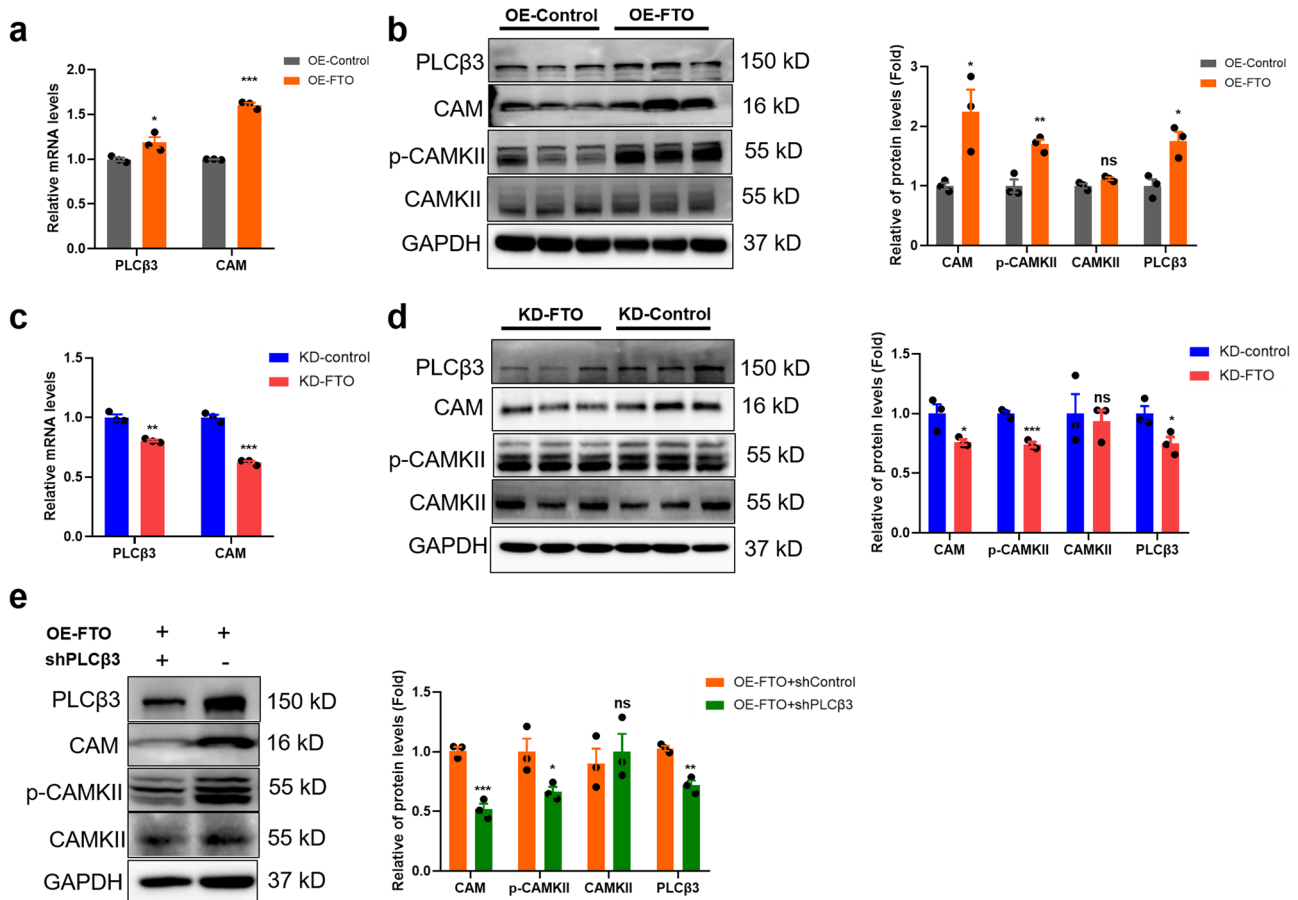 a
Relative mRNA levels
2.0
1.5
1.0
0.5
0.0
*
***
PLCβ3 CAM
OE-Control
OE-FTO
b
OE-Control OE-FTO
PLCβ3 150 kD
CAM 16 kD
p-CAMKII 55 kD
CAMKII 55 kD
GAPDH 37 kD
Relative of protein levels (Fold)
3
2
1
0
* ** ns *
CAM p-CAMKII CAMKII PLCβ3
OE-Control
OE-FTO
c
Relative mRNA levels
1.5
1.0
0.5
0.0
** ***
PLCβ3 CAM
KD-control
KD-FTO
d
KD-FTO KD-Control
PLCβ3 150 kD
CAM 16 kD
p-CAMKII 55 kD
CAMKII 55 kD
GAPDH 37 kD
Relative of protein levels (Fold)
1.5
1.0
0.5
0.0
* *** ns *
CAM p-CAMKII CAMKII PLCβ3
KD-control
KD-FTO
e
OE-FTO + +
shPLCβ3 + -
PLCβ3 150 kD
CAM 16 kD
p-CAMKII 55 kD
CAMKII 55 kD
GAPDH 37 kD
Relative of protein levels (Fold)
1.5
1.0
0.5
0.0
*** * ns **
CAM p-CAMKII CAMKII PLCβ3
OE-FTO+shControl
OE-FTO+shPLCβ3